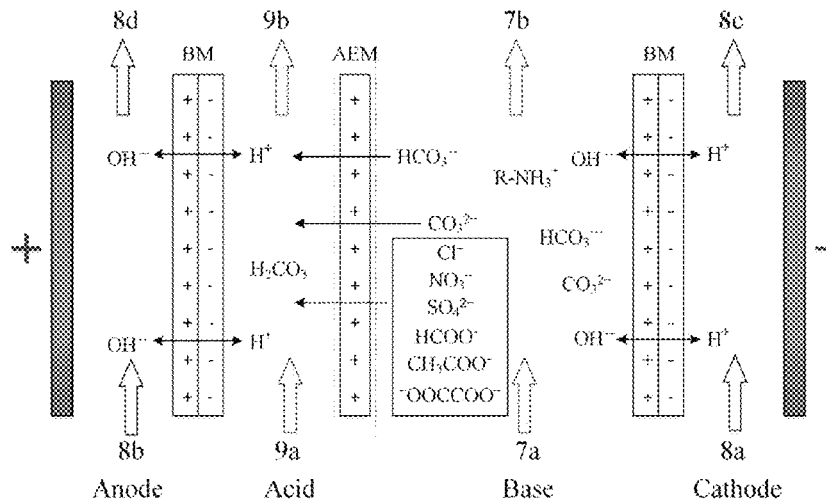 8d 9b 7b 8c
BM AEM BM
+ - + + -
OH⁻ H⁺ HCO₃⁻ OH⁻ H⁺
R-NH₃⁺
CO₃²⁻
HCO₃⁻
+ -
Cl⁻
H₂CO₃ NO₃⁻ CO₃²⁻
SO₄²⁻
OH⁻ H⁺ HCOO⁻ OH⁻ H⁺
CH₃COO⁻
⁻OOCCOO⁻
8b 9a 7a 8a
Anode Acid Base Cathode